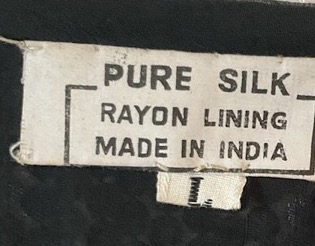 PURE SILK
RAYON LINING
MADE IN INDIA